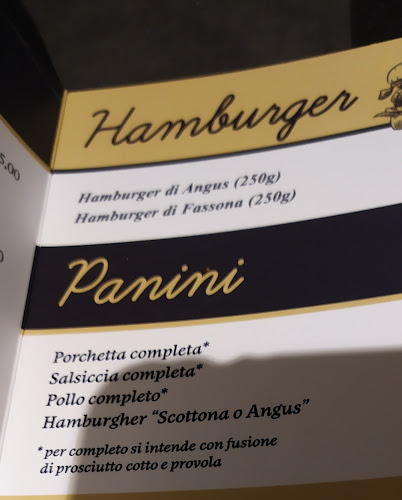 Hamburger
Hamburger di Angus (250g)
Hamburger di Fassona (250g)
Panini
Porchetta completa*
Salsiccia completa*
Pollo completo*
Hamburgher “Scottona o Angus”
*per completo si intende con fusione
di prosciutto cotto e provola